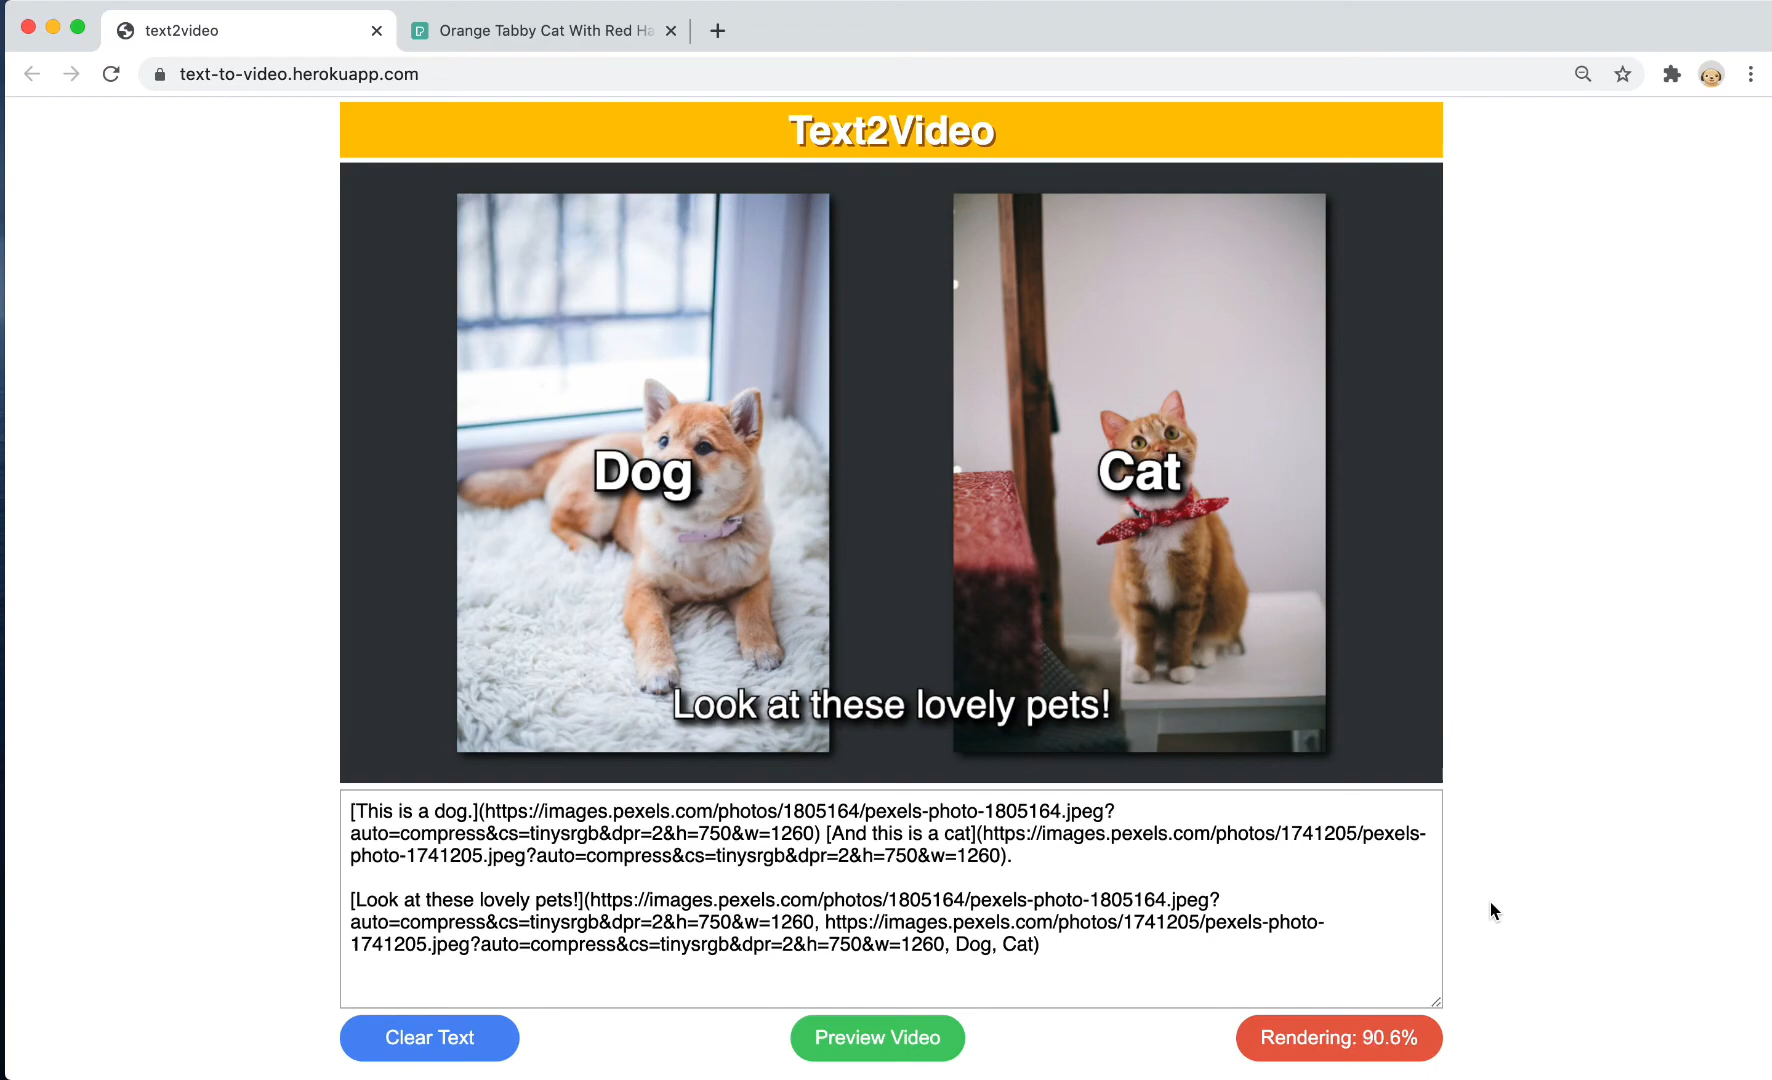 text2video
Orange Tabby Cat With Red Ha
text-to-video.herokuapp.com
Text2Video
Dog
Cat
Look at these lovely pets!
[This is a dog.](https://images.pexels.com/photos/1805164/pexels-photo-1805164.jpeg?
auto=compress&cs=tinysrgb&dpr=2&h=750&w=1260) [And this is a cat](https://images.pexels.com/photos/1741205/pexels-
photo-1741205.jpeg?auto=compress&cs=tinysrgb&dpr=2&h=750&w=1260).
[Look at these lovely pets!](https://images.pexels.com/photos/1805164/pexels-photo-1805164.jpeg?
auto=compress&cs=tinysrgb&dpr=2&h=750&w=1260, https://images.pexels.com/photos/1741205/pexels-photo-
1741205.jpeg?auto=compress&cs=tinysrgb&dpr=2&h=750&w=1260, Dog, Cat)
Clear Text
Preview Video
Rendering: 90.6%